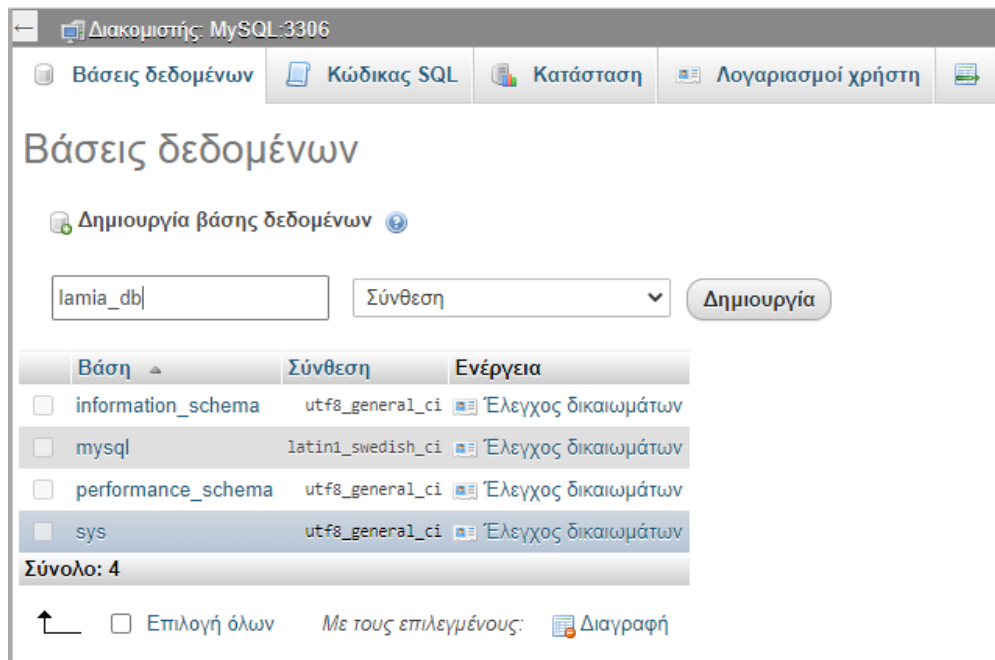 Διακομιστής: MySQL:3306
Βάσεις δεδομένων Κώδικας SQL Κατάσταση Λογαριασμοί χρήστη
Βάσεις δεδομένων
Δημιουργία βάσης δεδομένων
lamia_db Σύνθεση Δημιουργία
Βάση Σύνθεση Ενέργεια
information_schema utf8_general_ci Έλεγχος δικαιωμάτων
mysql latin1_swedish_ci Έλεγχος δικαιωμάτων
performance_schema utf8_general_ci Έλεγχος δικαιωμάτων
sys utf8_general_ci Έλεγχος δικαιωμάτων
Σύνολο: 4
Επιλογή όλων Με τους επιλεγμένους: Διαγραφή